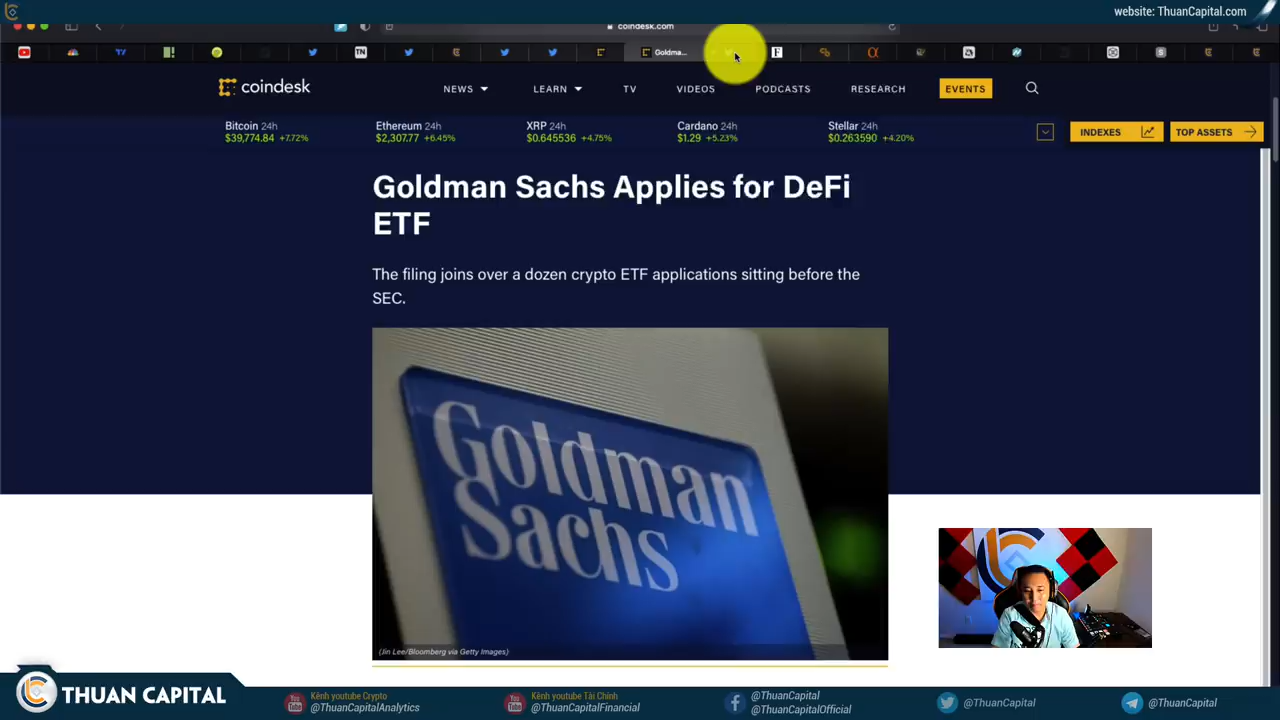 website: ThuanCapital.com
coindesk.com
Goldma...
coindesk
NEWS
LEARN
TV
VIDEOS
PODCASTS
RESEARCH
EVENTS
Bitcoin 24h
$39,774.84 +7.72%
Ethereum 24h
$2,307.77 +6.45%
XRP 24h
$0.645536 +4.75%
Cardano 24h
$1.29 +5.23%
Stellar 24h
$0.263590 +4.20%
INDEXES
TOP ASSETS
Goldman Sachs Applies for DeFi
ETF
The filing joins over a dozen crypto ETF applications sitting before the
SEC.
Goldman
Sachs
(Jin Lee/Bloomberg via Getty Images)
THUAN CAPITAL
Kênh youtube Crypto
@ThuanCapitalAnalytics
Kênh youtube Tài Chính
@ThuanCapitalFinancial
@ThuanCapital
@ThuanCapitalOfficial
@ThuanCapital
@ThuanCapital